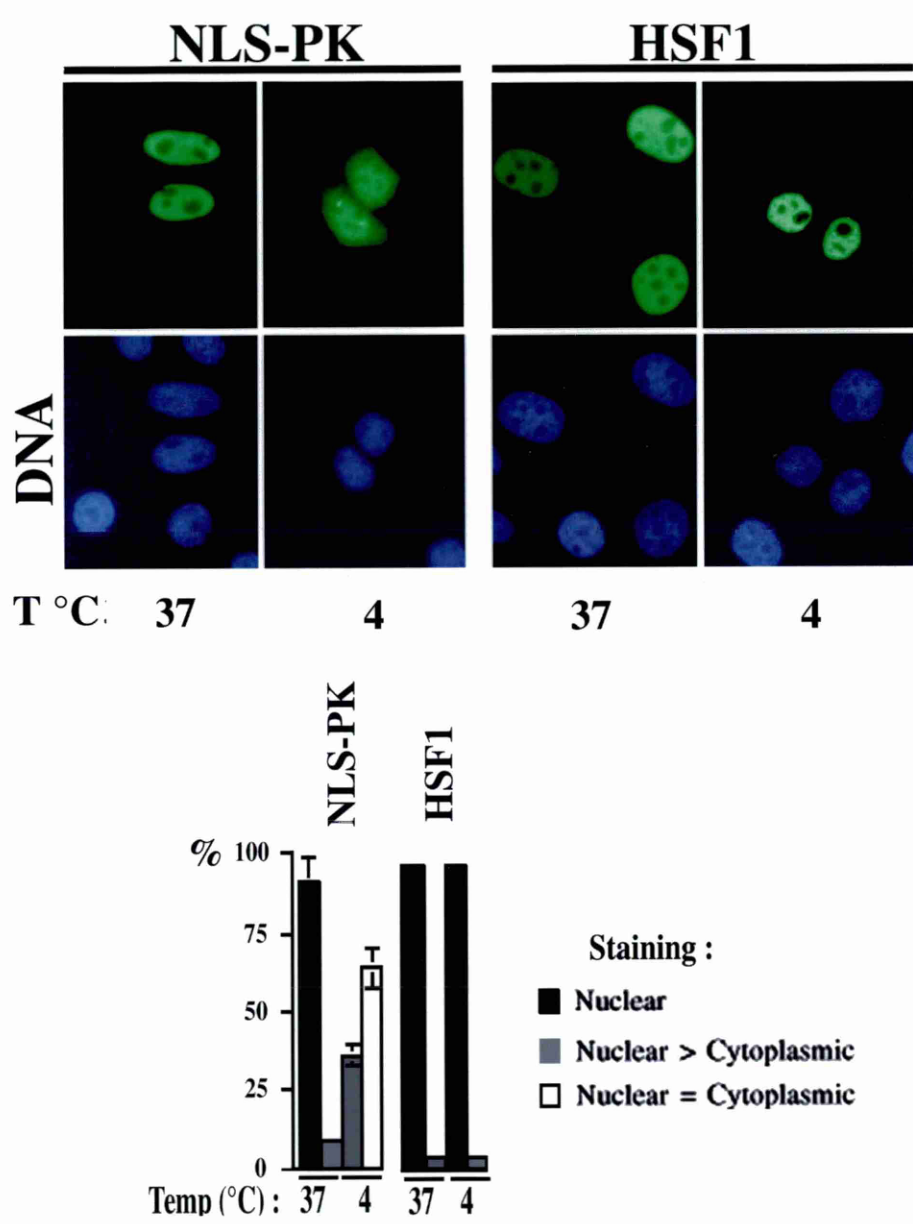 NLS-PK HSF1
DNA
T °C: 37 4 37 4
NLS-PK HSF1
% 100
75
50
25
0
Temp (°C) : 37 4 37 4
Staining :
Nuclear
Nuclear > Cytoplasmic
Nuclear = Cytoplasmic